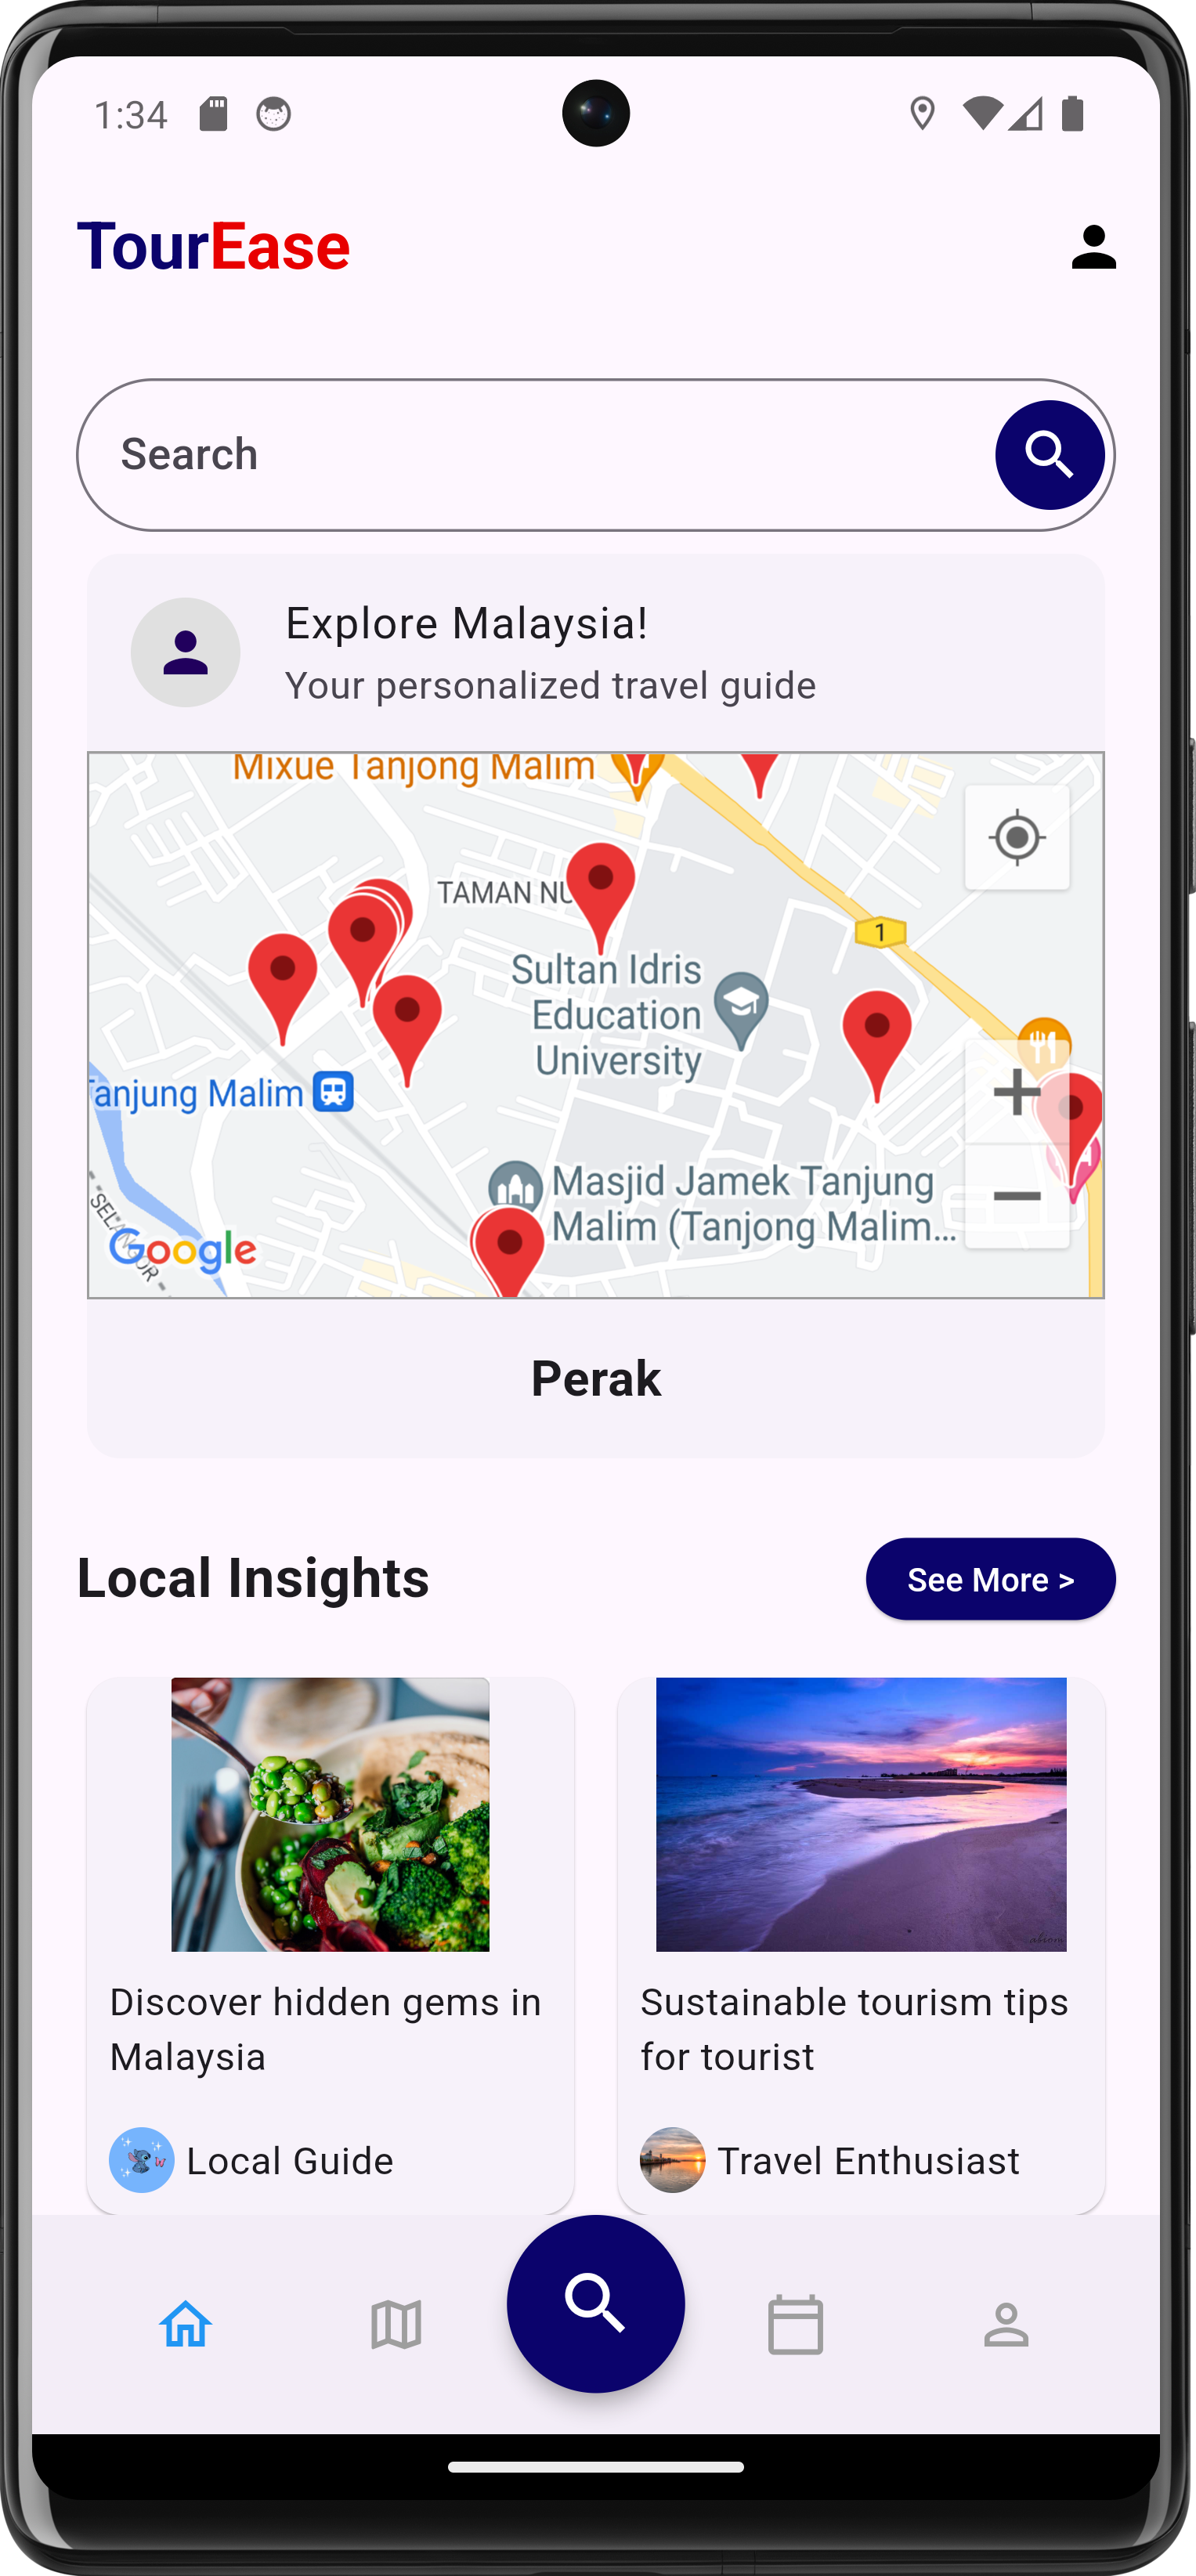 1:34
TourEase
Search
Explore Malaysia!
Your personalized travel guide
Mixue Tanjong Malim
TAMAN
1
Sultan Idris
Education
University
Tanjung Malim
Masjid Jamek Tanjung
Malim (Tanjong Malim...
SELANGOR
Google
Perak
Local Insights
See More >
Discover hidden gems in
Malaysia
Sustainable tourism tips
for tourist
Local Guide
Travel Enthusiast